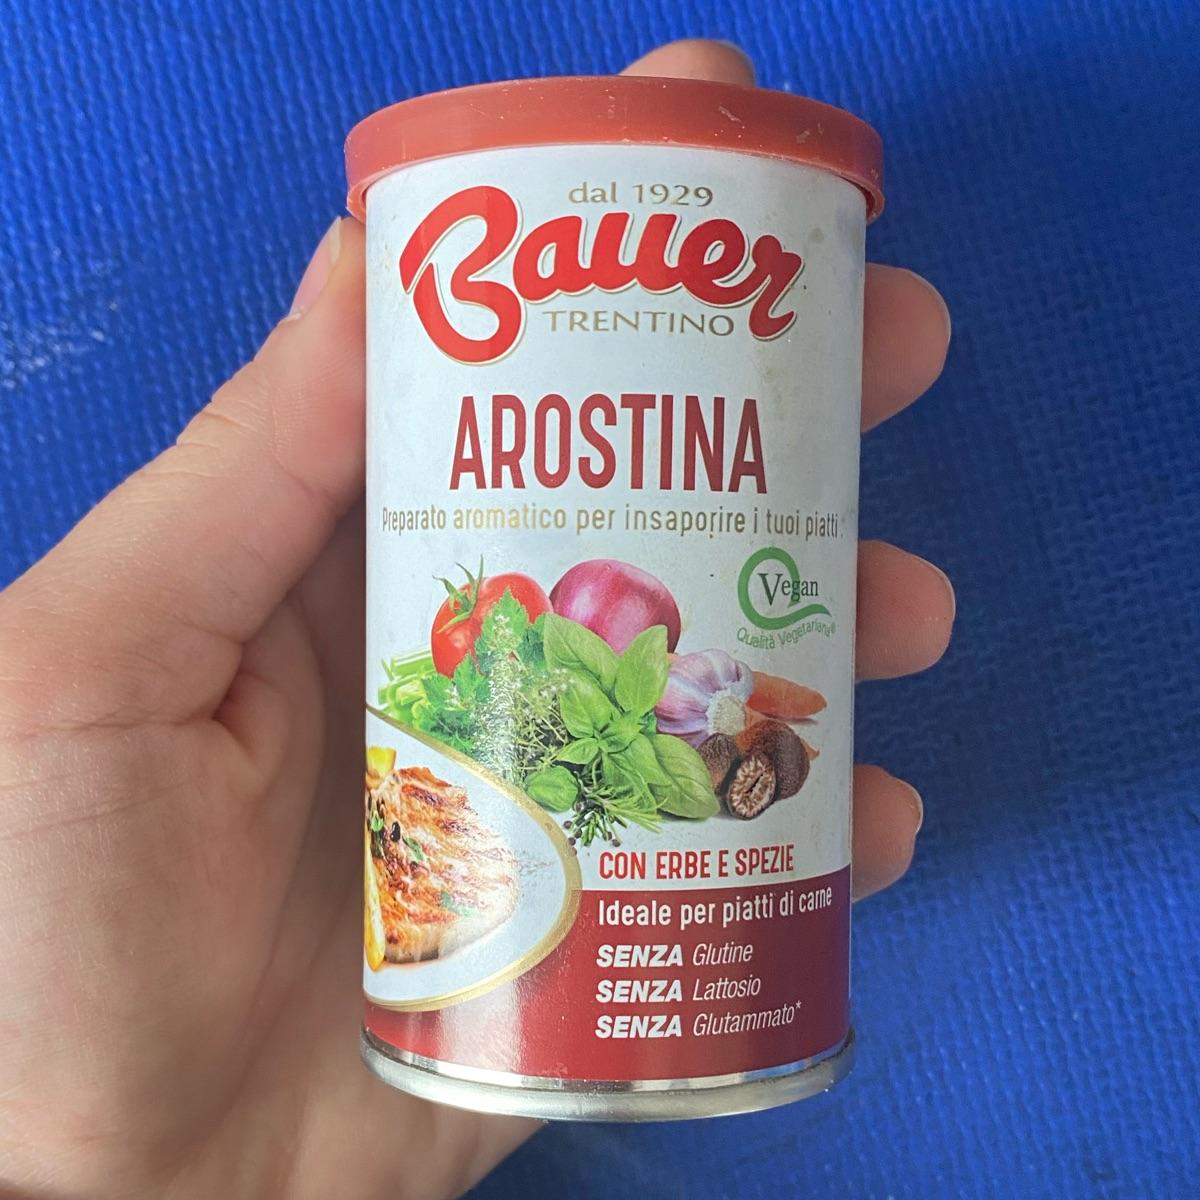 dal 1929
Bauer
TRENTINO
AROSTINA
Preparato aromatico per insaporire i tuoi piatti
Vegan
Qualità Vegetariana®
CON ERBE E SPEZIE
Ideale per piatti di carne
SENZA Glutine
SENZA Lattosio
SENZA Glutammato*